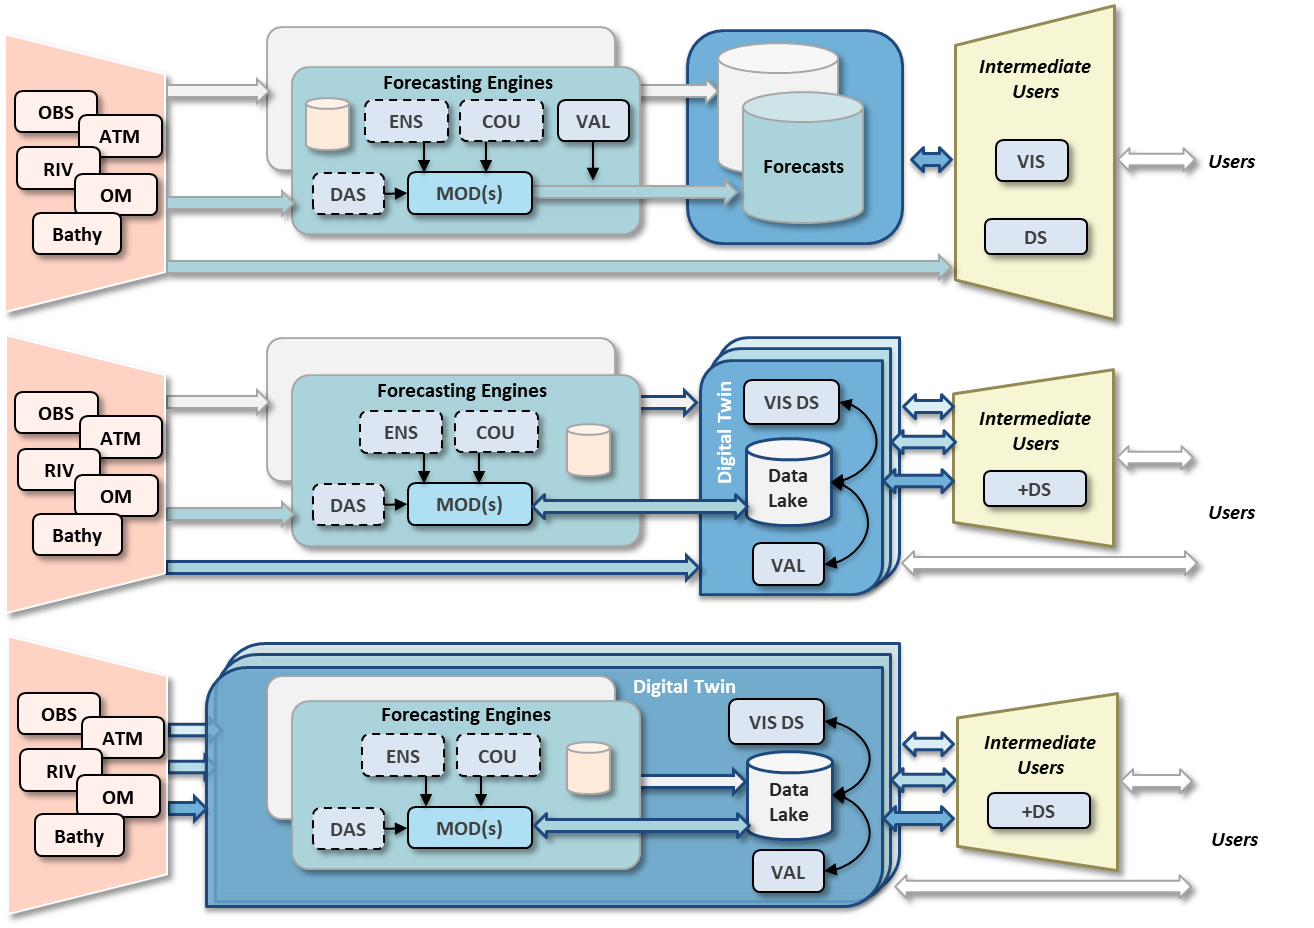 OBS
ATM
RIV
OM
Bathy
Forecasting Engines
ENS
COU
VAL
DAS
MOD(s)
Forecasts
Intermediate
Users
VIS
DS
Users
OBS
ATM
RIV
OM
Bathy
Forecasting Engines
ENS
COU
DAS
MOD(s)
Digital Twin
VIS DS
Data
Lake
VAL
Intermediate
Users
+DS
Users
OBS
ATM
RIV
OM
Bathy
Digital Twin
Forecasting Engines
ENS
COU
DAS
MOD(s)
VIS DS
Data
Lake
VAL
Intermediate
Users
+DS
Users